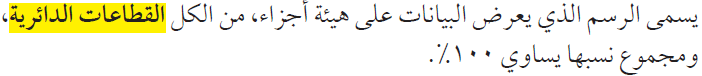 يسمى الرسم الذي يعرض البيانات على هيئة أجزاء، من الكل القطاعات الدائرية،
ومجموع نسبها يساوي ١٠٠٪.